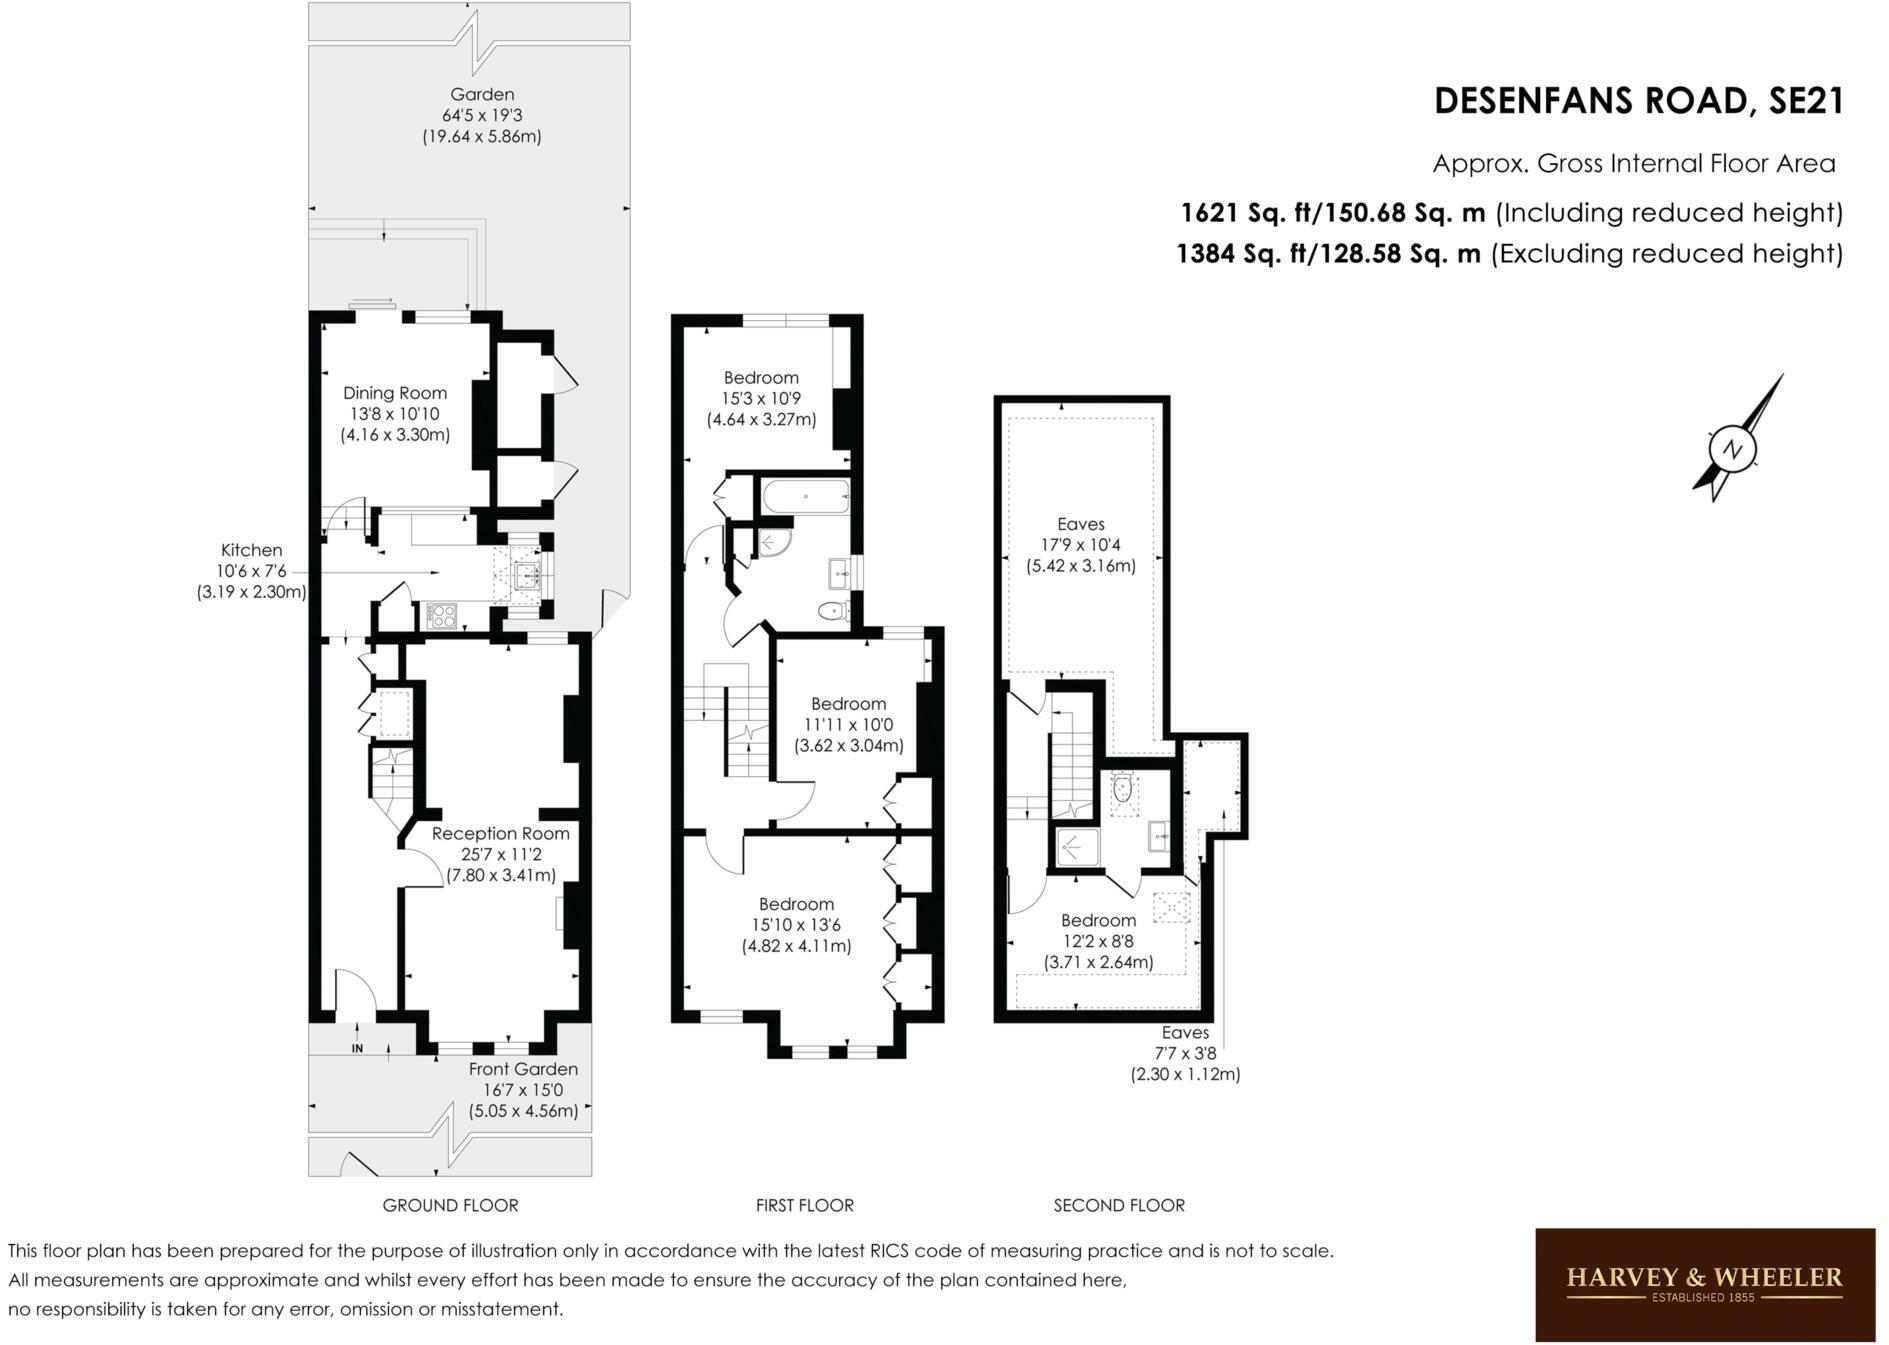 DESENFANS ROAD, SE21
Approx. Gross Internal Floor Area
1621 Sq. ft/150.68 Sq. m (Including reduced height)
1384 Sq. ft/128.58 Sq. m (Excluding reduced height)
Garden
64'5 x 19'3
(19.64 x 5.86m)
Dining Room
13'8 x 10'10
(4.16 x 3.30m)
Kitchen
10'6 x 7'6
(3.19 x 2.30m)
Reception Room
25'7 x 11'2
(7.80 x 3.41m)
IN
Front Garden
16'7 x 15'0
(5.05 x 4.56m)
GROUND FLOOR
Bedroom
15'3 x 10'9
(4.64 x 3.27m)
Bedroom
11'11 x 10'0
(3.62 x 3.04m)
Bedroom
15'10 x 13'6
(4.82 x 4.11m)
FIRST FLOOR
Eaves
17'9 x 10'4
(5.42 x 3.16m)
Bedroom
12'2 x 8'8
(3.71 x 2.64m)
Eaves
7'7 x 3'8
(2.30 x 1.12m)
SECOND FLOOR
N
This floor plan has been prepared for the purpose of illustration only in accordance with the latest RICS code of measuring practice and is not to scale.
All measurements are approximate and whilst every effort has been made to ensure the accuracy of the plan contained here,
no responsibility is taken for any error, omission or misstatement.
HARVEY & WHEELER
ESTABLISHED 1855